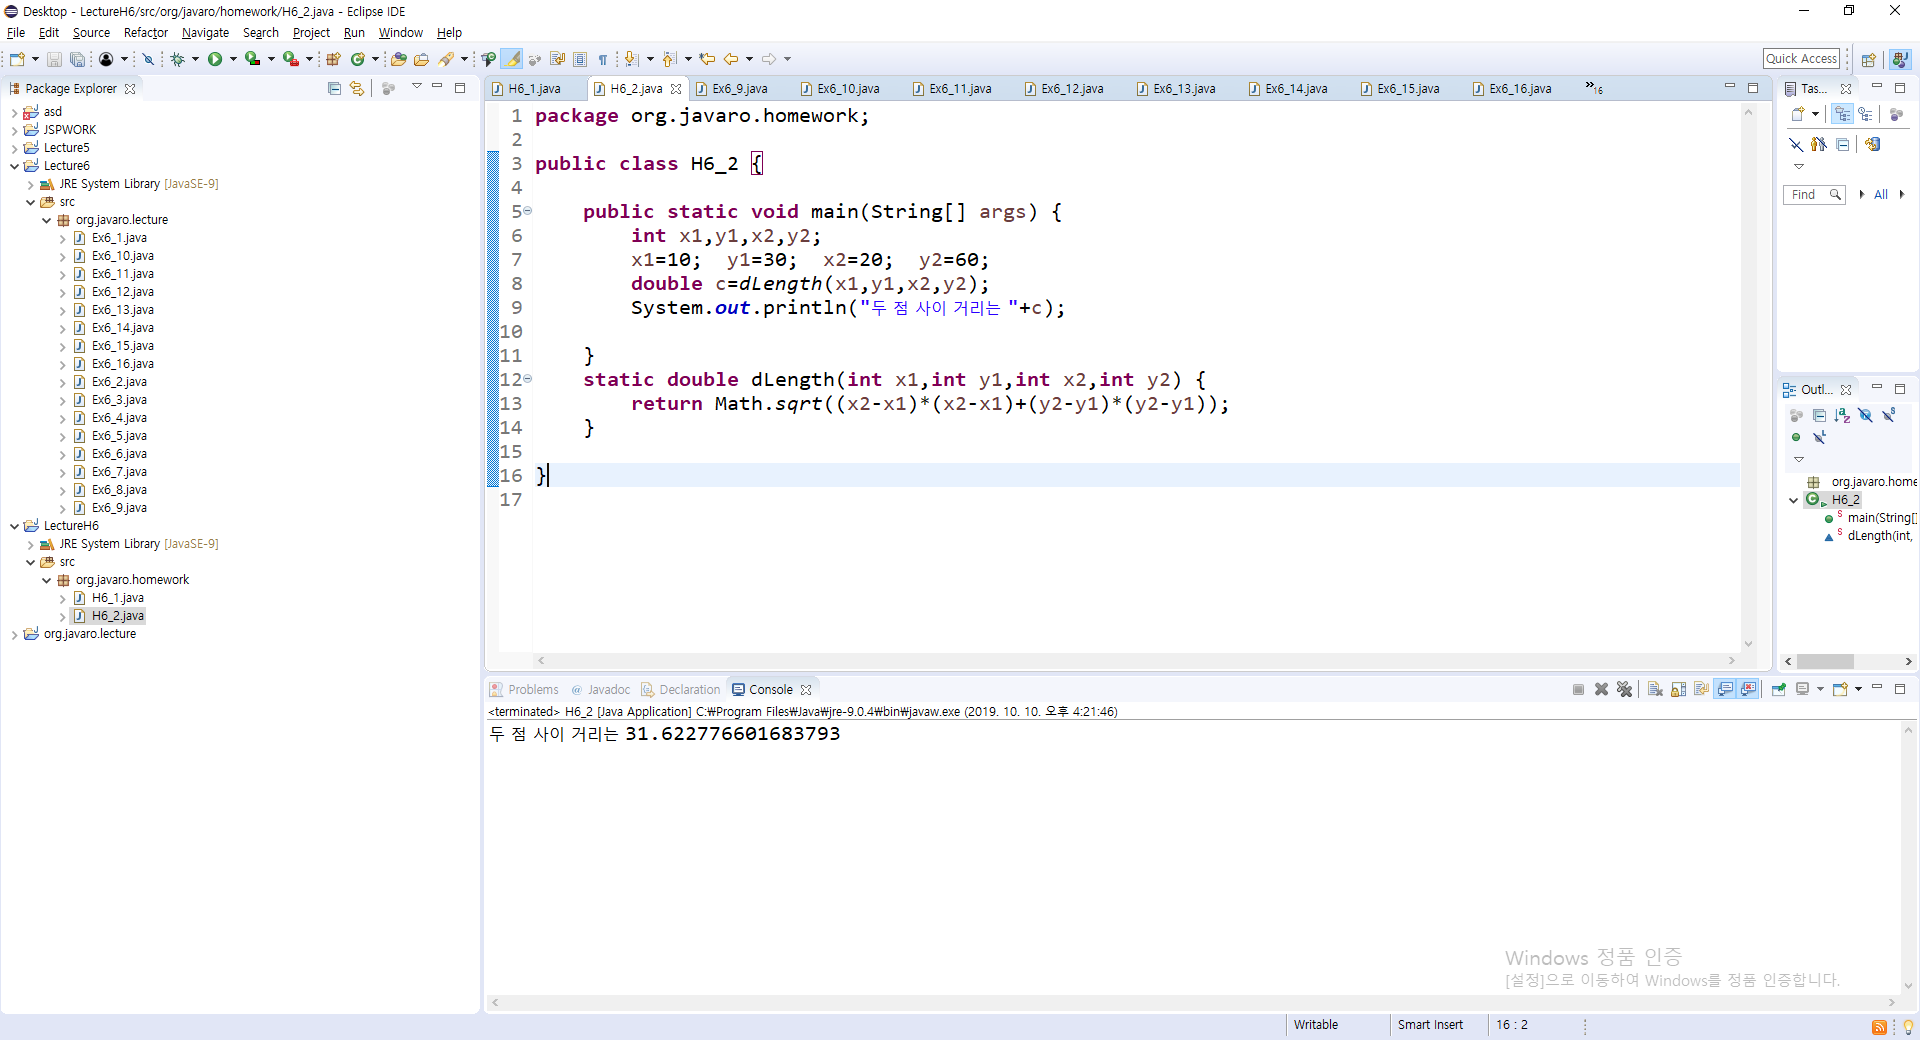 Desktop - LectureH6/src/org/javaro/homework/H6_2.java - Eclipse IDE
File Edit Source Refactor Navigate Search Project Run Window Help
Quick Access
Package Explorer
asd
JSPWORK
Lecture5
Lecture6
JRE System Library [JavaSE-9]
src
org.javaro.lecture
Ex6_1.java
Ex6_10.java
Ex6_11.java
Ex6_12.java
Ex6_13.java
Ex6_14.java
Ex6_15.java
Ex6_16.java
Ex6_2.java
Ex6_3.java
Ex6_4.java
Ex6_5.java
Ex6_6.java
Ex6_7.java
Ex6_8.java
Ex6_9.java
LectureH6
JRE System Library [JavaSE-9]
src
org.javaro.homework
H6_1.java
H6_2.java
org.javaro.lecture
H6_1.java H6_2.java Ex6_9.java Ex6_10.java Ex6_11.java Ex6_12.java Ex6_13.java Ex6_14.java Ex6_15.java Ex6_16.java »16
1 package org.javaro.homework;
2
3 public class H6_2 {
4
5 public static void main(String[] args) {
6 int x1,y1,x2,y2;
7 x1=10; y1=30; x2=20; y2=60;
8 double c=dLength(x1,y1,x2,y2);
9 System.out.println("두 점 사이 거리는 "+c);
10
11 }
12 static double dLength(int x1,int y1,int x2,int y2) {
13 return Math.sqrt((x2-x1)*(x2-x1)+(y2-y1)*(y2-y1));
14 }
15
16 }
17
Tas...
Find All
Outl...
org.javaro.home
H6_2
main(String[]
dLength(int,
Problems @ Javadoc Declaration Console
<terminated> H6_2 [Java Application] C:₩Program Files₩Java₩jre-9.0.4₩bin₩javaw.exe (2019. 10. 10. 오후 4:21:46)
두 점 사이 거리는 31.622776601683793
Windows 정품 인증
[설정]으로 이동하여 Windows를 정품 인증합니다.
Writable Smart Insert 16 : 2